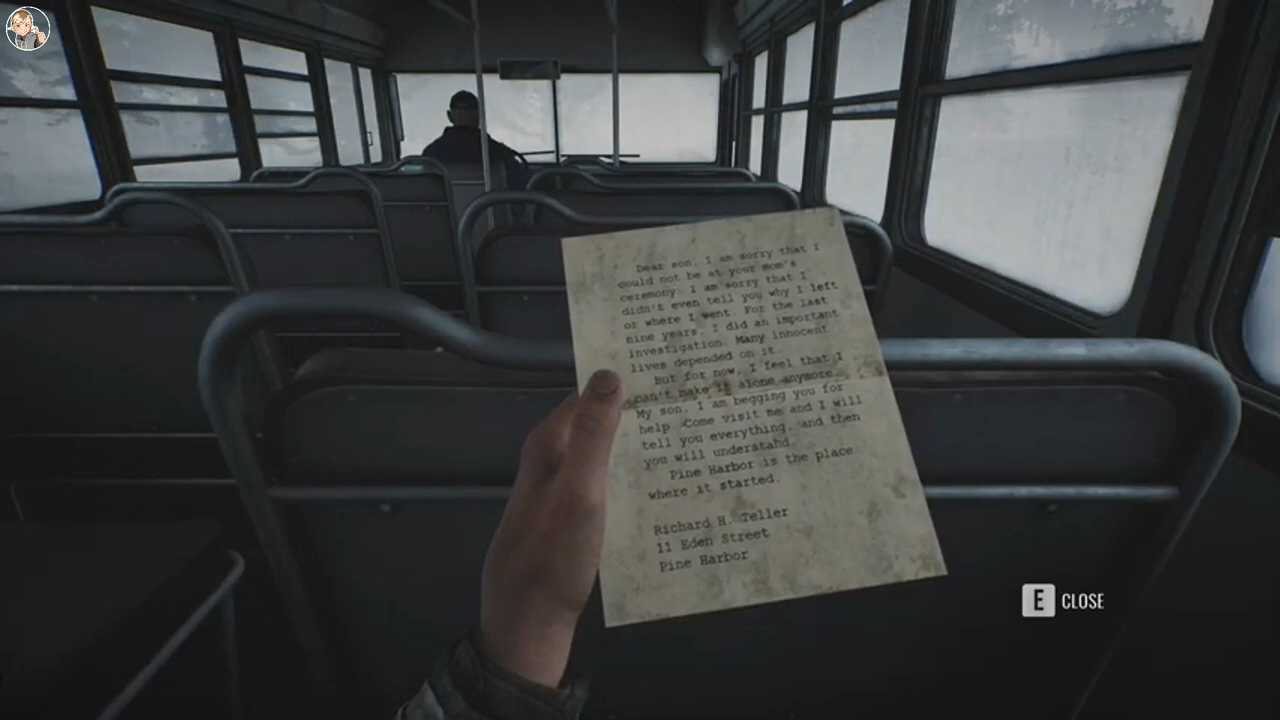 Dear son, I am sorry that I
could not be at your mom's
ceremony. I am sorry that I
didn't even tell you why I left
or where I went. For the last
nine years, I did an important
investigation. Many innocent
lives depended on it.
But for now, I feel that I
can't make it alone anymore.
My son, I am begging you for
help. Come visit me and I will
tell you everything, and then
you will understand.
Pine Harbor is the place
where it started.
Richard H. Teller
11 Eden Street
Pine Harbor
E CLOSE